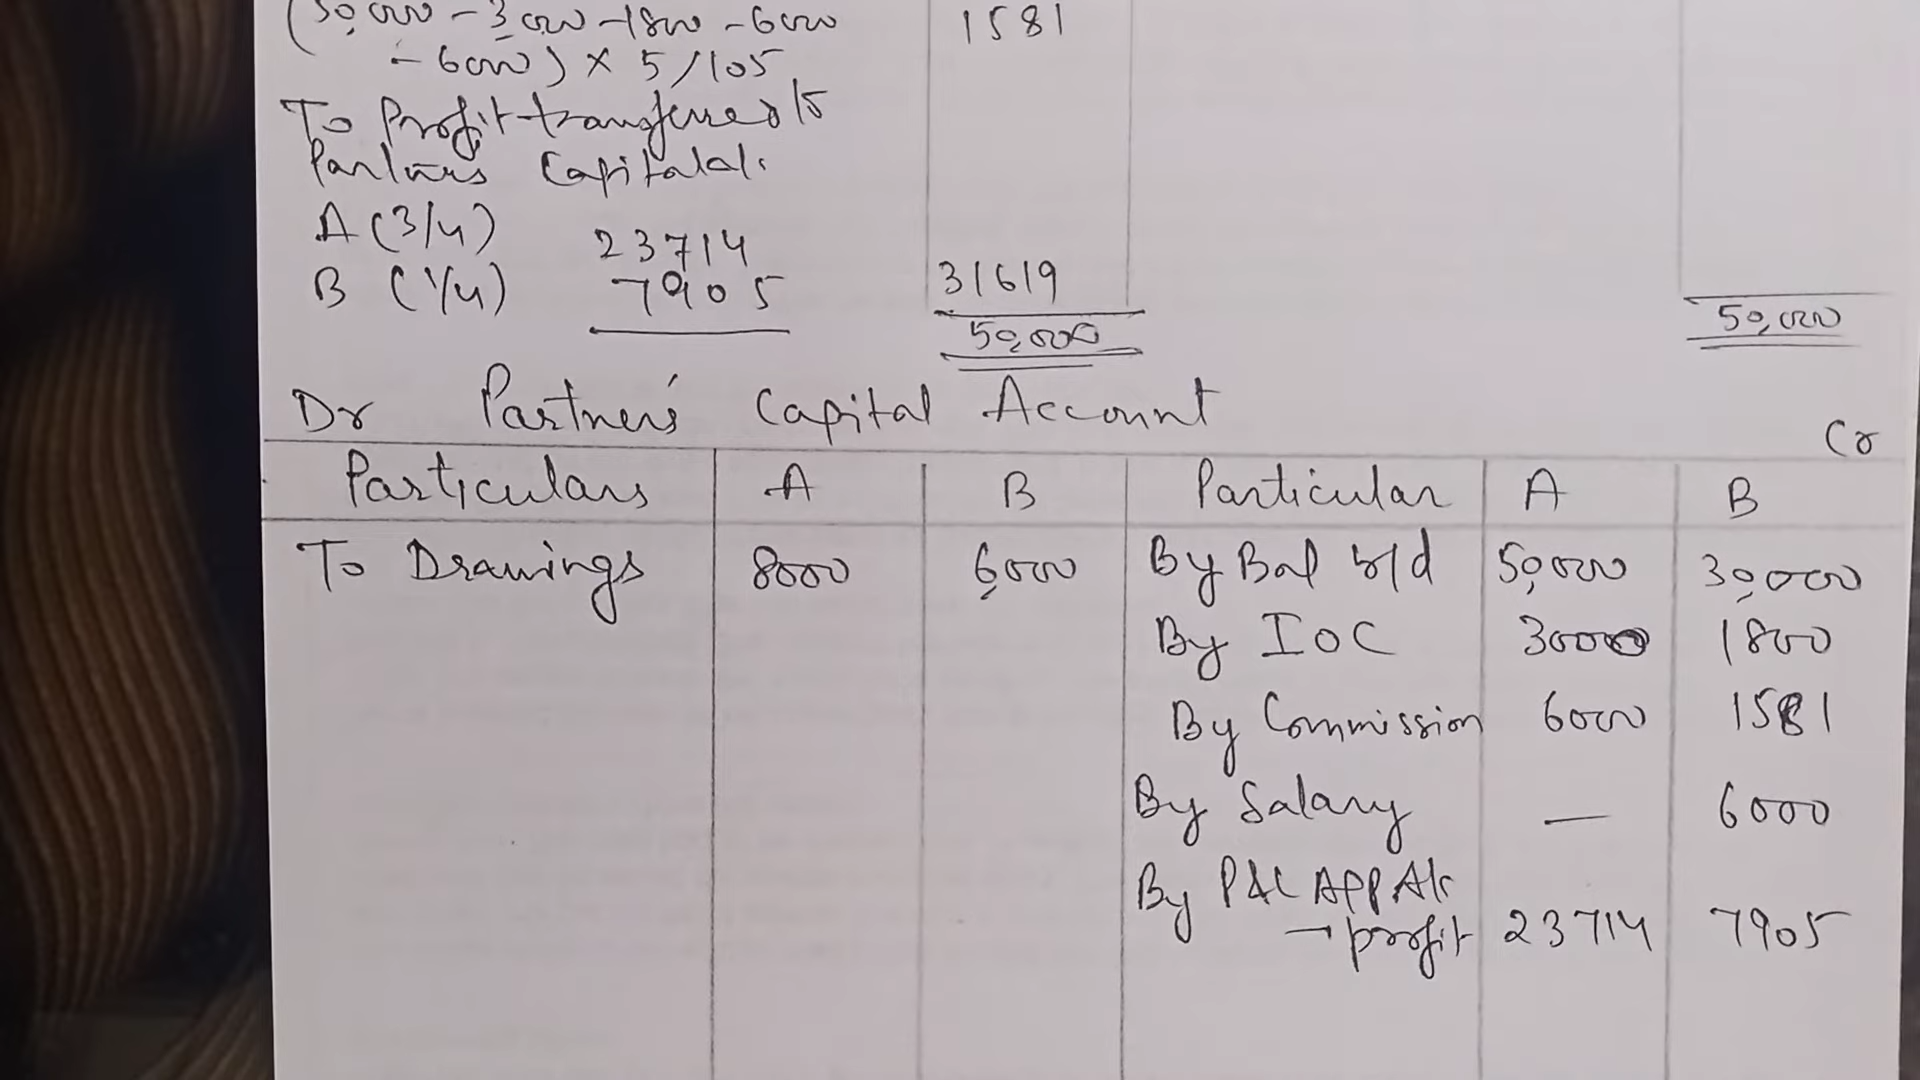 (50,000 - 3000 - 1800 - 6000 1581
- 6000) × 5/105
To Profit transferred to
Partners Capital a/c
A (3/4) 23714
B (1/4) 7905 31619
50,000 50,000
Dr Partner's Capital Account Cr
Particulars A B Particular A B
To Drawings 8000 6,000 By Bal b/d 50,000 30,000
By IOC 3000 1800
By Commission 6000 1581
By Salary — 6000
By P&L APP A/c
→ profit 23714 7905